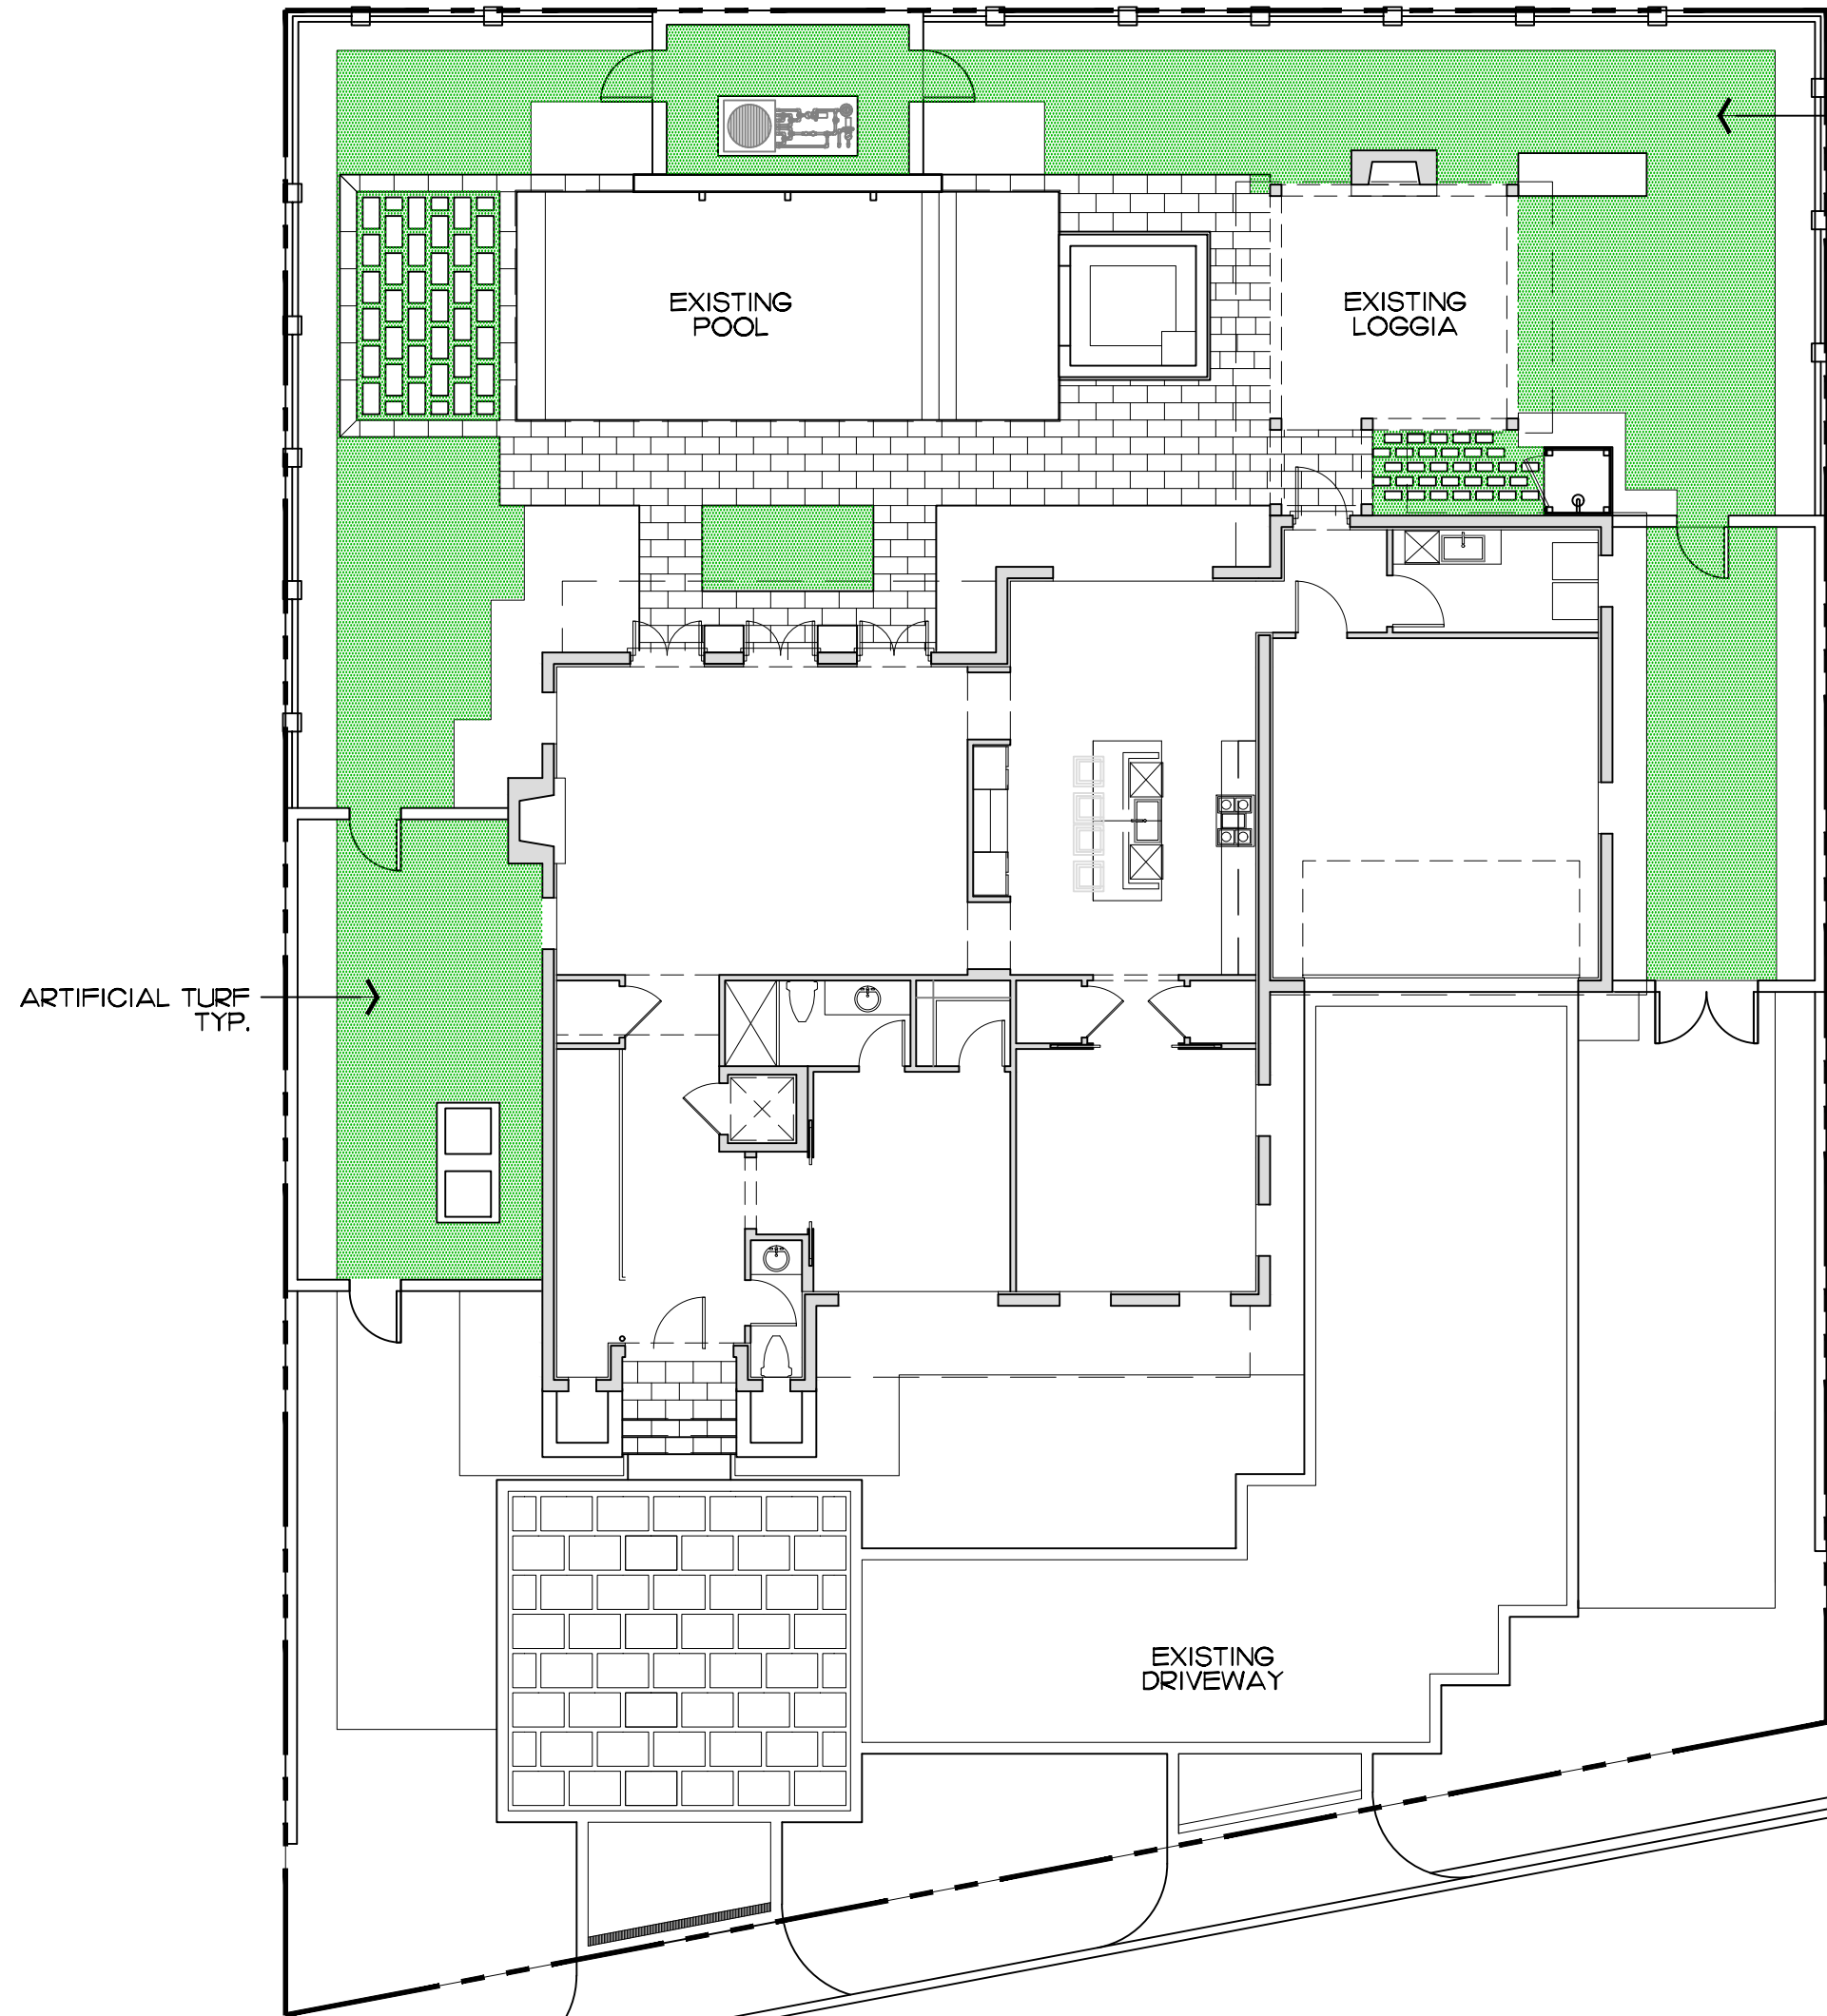 EXISTING
POOL
EXISTING
LOGGIA
ARTIFICIAL TURF
TYP.
EXISTING
DRIVEWAY